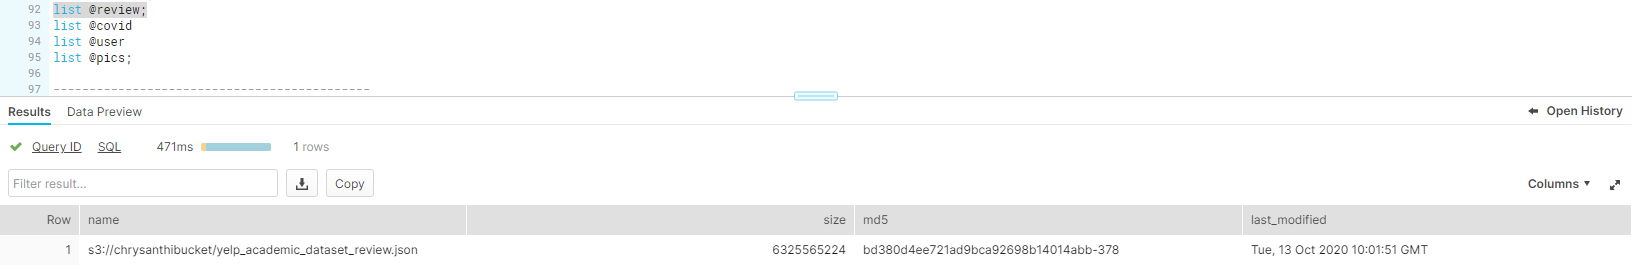 92 list @review;
93 list @covid
94 list @user
95 list @pics;
96
97 --------------------------------------------
Results Data Preview Open History
Query ID SQL 471ms 1 rows
Filter result... Copy Columns
Row name size md5 last_modified
1 s3://chrysanthibucket/yelp_academic_dataset_review.json 6325565224 bd380d4ee721ad9bca92698b14014abb-378 Tue, 13 Oct 2020 10:01:51 GMT